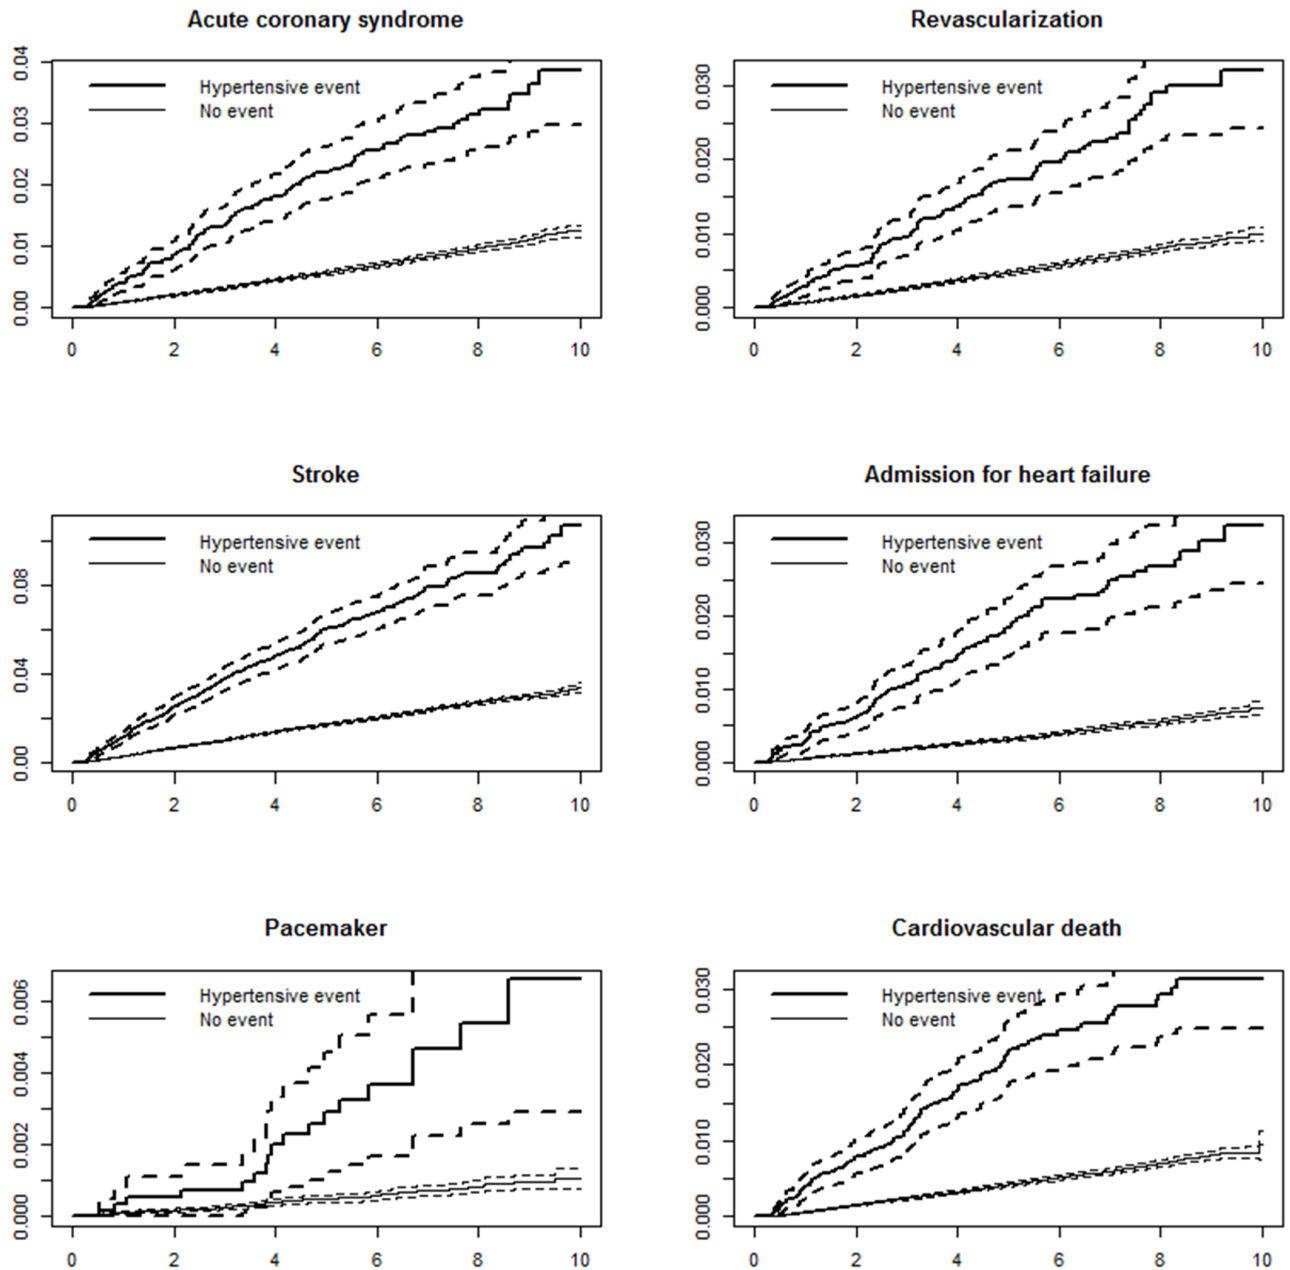 Acute coronary syndrome
Hypertensive event
No event
0.00 0.01 0.02 0.03 0.04
0 2 4 6 8 10
Revascularization
Hypertensive event
No event
0.000 0.010 0.020 0.030
0 2 4 6 8 10
Stroke
Hypertensive event
No event
0.00 0.04 0.08
0 2 4 6 8 10
Admission for heart failure
Hypertensive event
No event
0.000 0.010 0.020 0.030
0 2 4 6 8 10
Pacemaker
Hypertensive event
No event
0.000 0.002 0.004 0.006
0 2 4 6 8 10
Cardiovascular death
Hypertensive event
No event
0.000 0.010 0.020 0.030
0 2 4 6 8 10